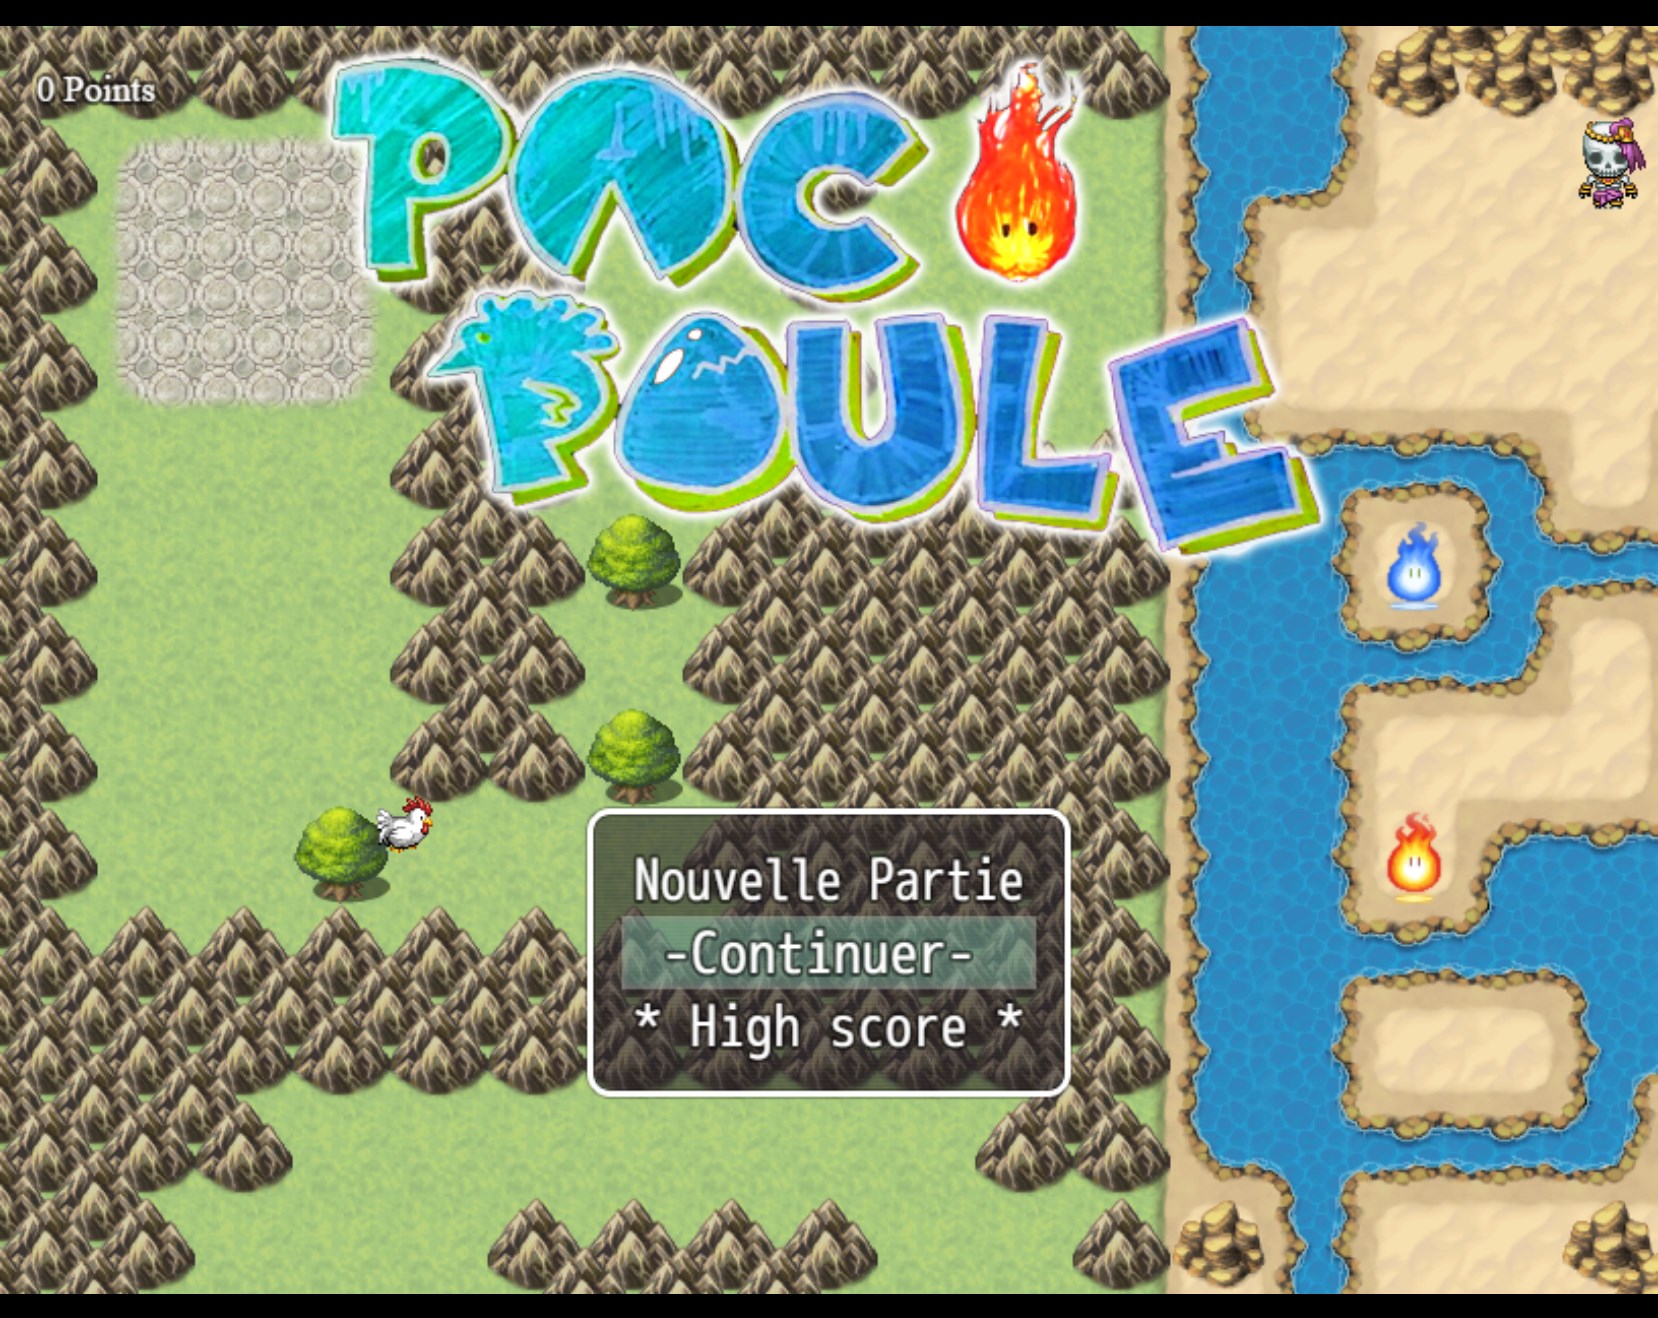 0 Points
PAC
POULE
Nouvelle Partie
-Continuer-
* High score *